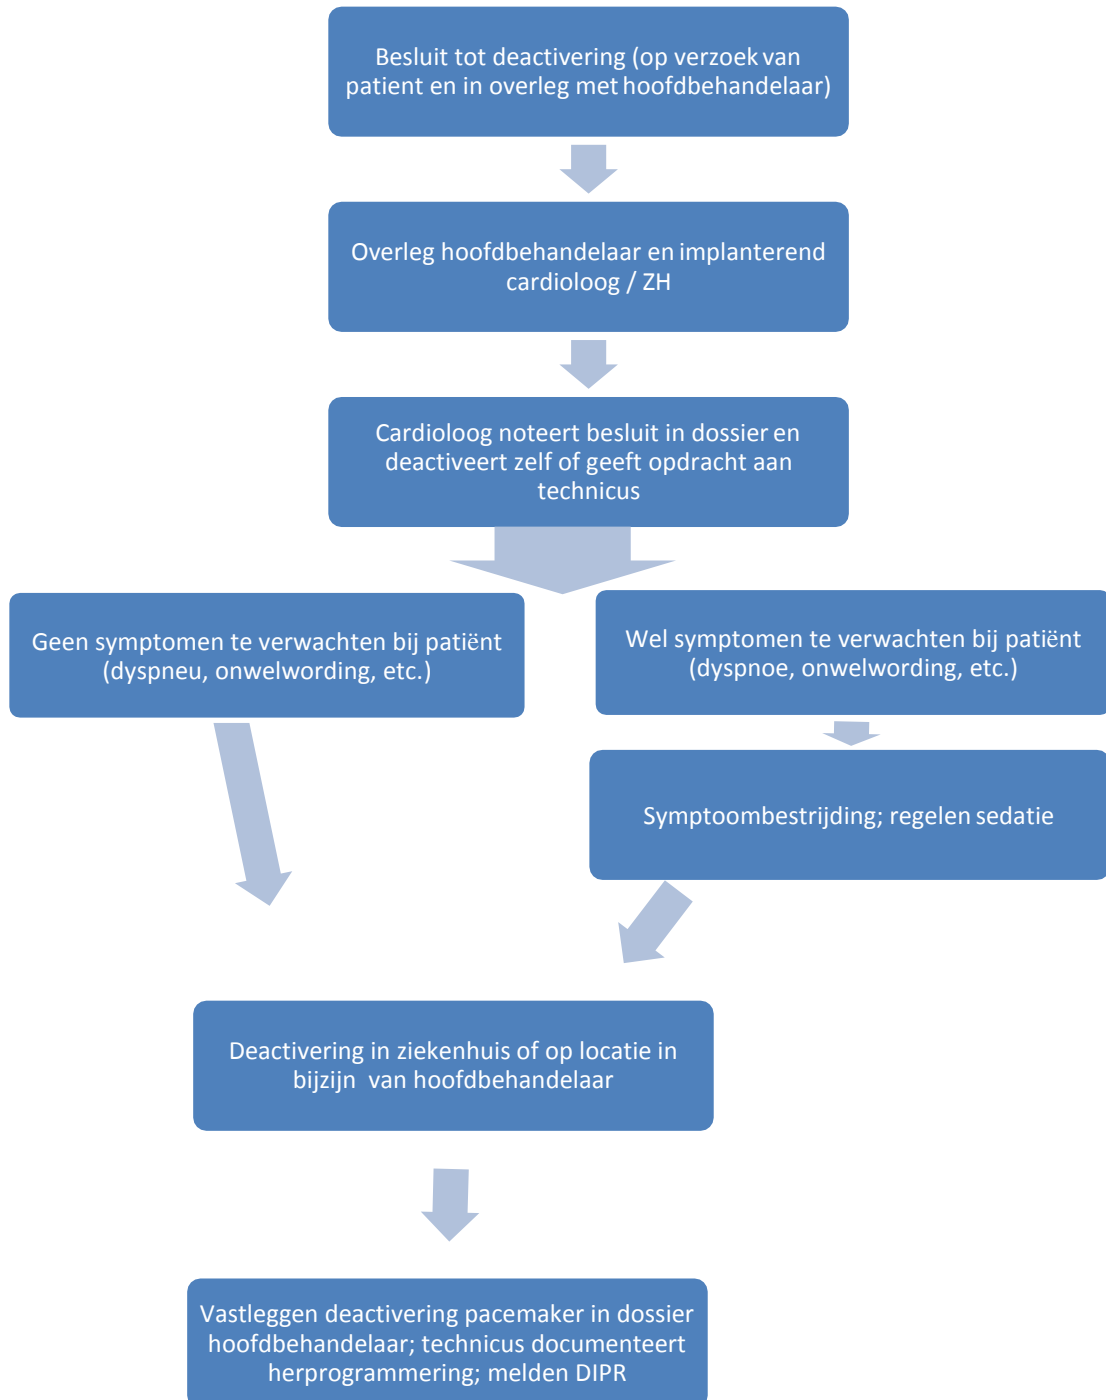 Besluit tot deactivering (op verzoek van
patient en in overleg met hoofdbehandelaar)
Overleg hoofdbehandelaar en implanterend
cardioloog / ZH
Cardioloog noteert besluit in dossier en
deactiveert zelf of geeft opdracht aan
technicus
Geen symptomen te verwachten bij patiënt
(dyspneu, onwelwording, etc.)
Wel symptomen te verwachten bij patiënt
(dyspnoe, onwelwording, etc.)
Symptoombestrijding; regelen sedatie
Deactivering in ziekenhuis of op locatie in
bijzijn van hoofdbehandelaar
Vastleggen deactivering pacemaker in dossier
hoofdbehandelaar; technicus documenteert
herprogrammering; melden DIPR